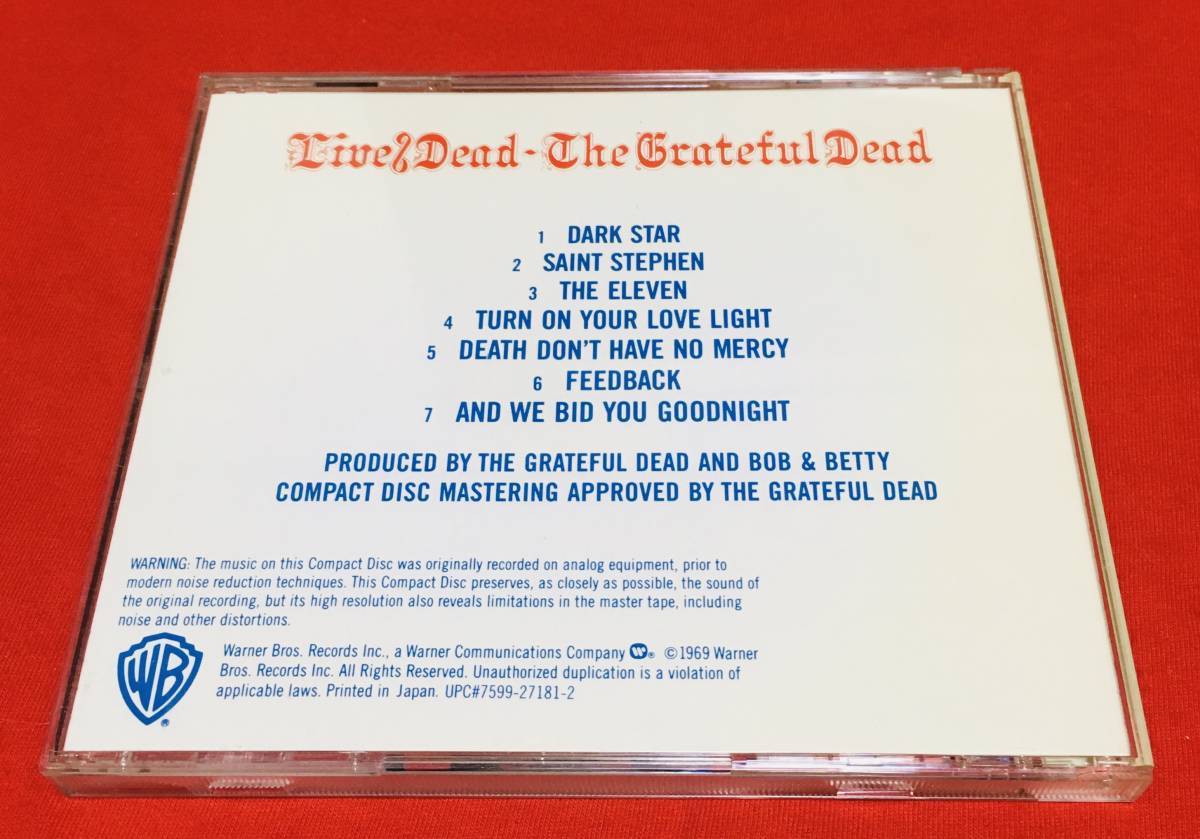 Live/Dead - The Grateful Dead
1 DARK STAR
2 SAINT STEPHEN
3 THE ELEVEN
4 TURN ON YOUR LOVE LIGHT
5 DEATH DON'T HAVE NO MERCY
6 FEEDBACK
7 AND WE BID YOU GOODNIGHT
PRODUCED BY THE GRATEFUL DEAD AND BOB & BETTY
COMPACT DISC MASTERING APPROVED BY THE GRATEFUL DEAD
WARNING: The music on this Compact Disc was originally recorded on analog equipment, prior to
modern noise reduction techniques. This Compact Disc preserves, as closely as possible, the sound of
the original recording, but its high resolution also reveals limitations in the master tape, including
noise and other distortions.
WB ®
Warner Bros. Records Inc., a Warner Communications Company W ® ©1969 Warner
Bros. Records Inc. All Rights Reserved. Unauthorized duplication is a violation of
applicable laws. Printed in Japan. UPC#7599-27181-2